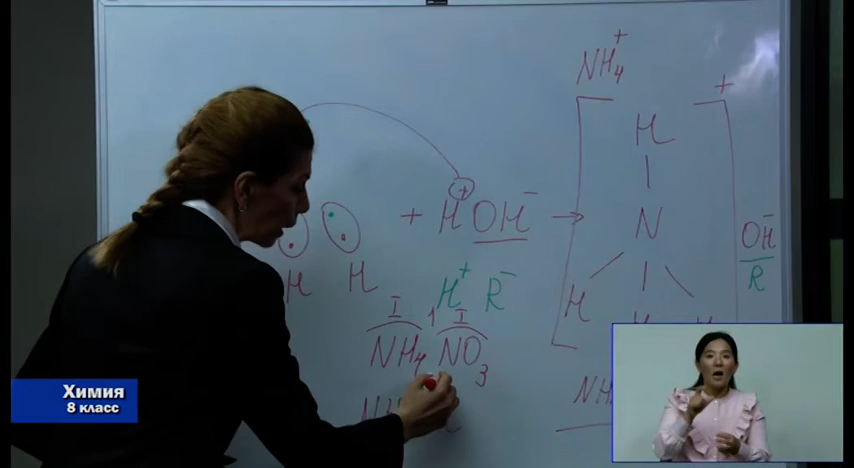 NH₄⁺
+
H
N
H
+ H⁺OH⁻ →
OH⁻
R
H H
H⁺ R⁻
I I
NH₄ NO₃
Химия
8 класс